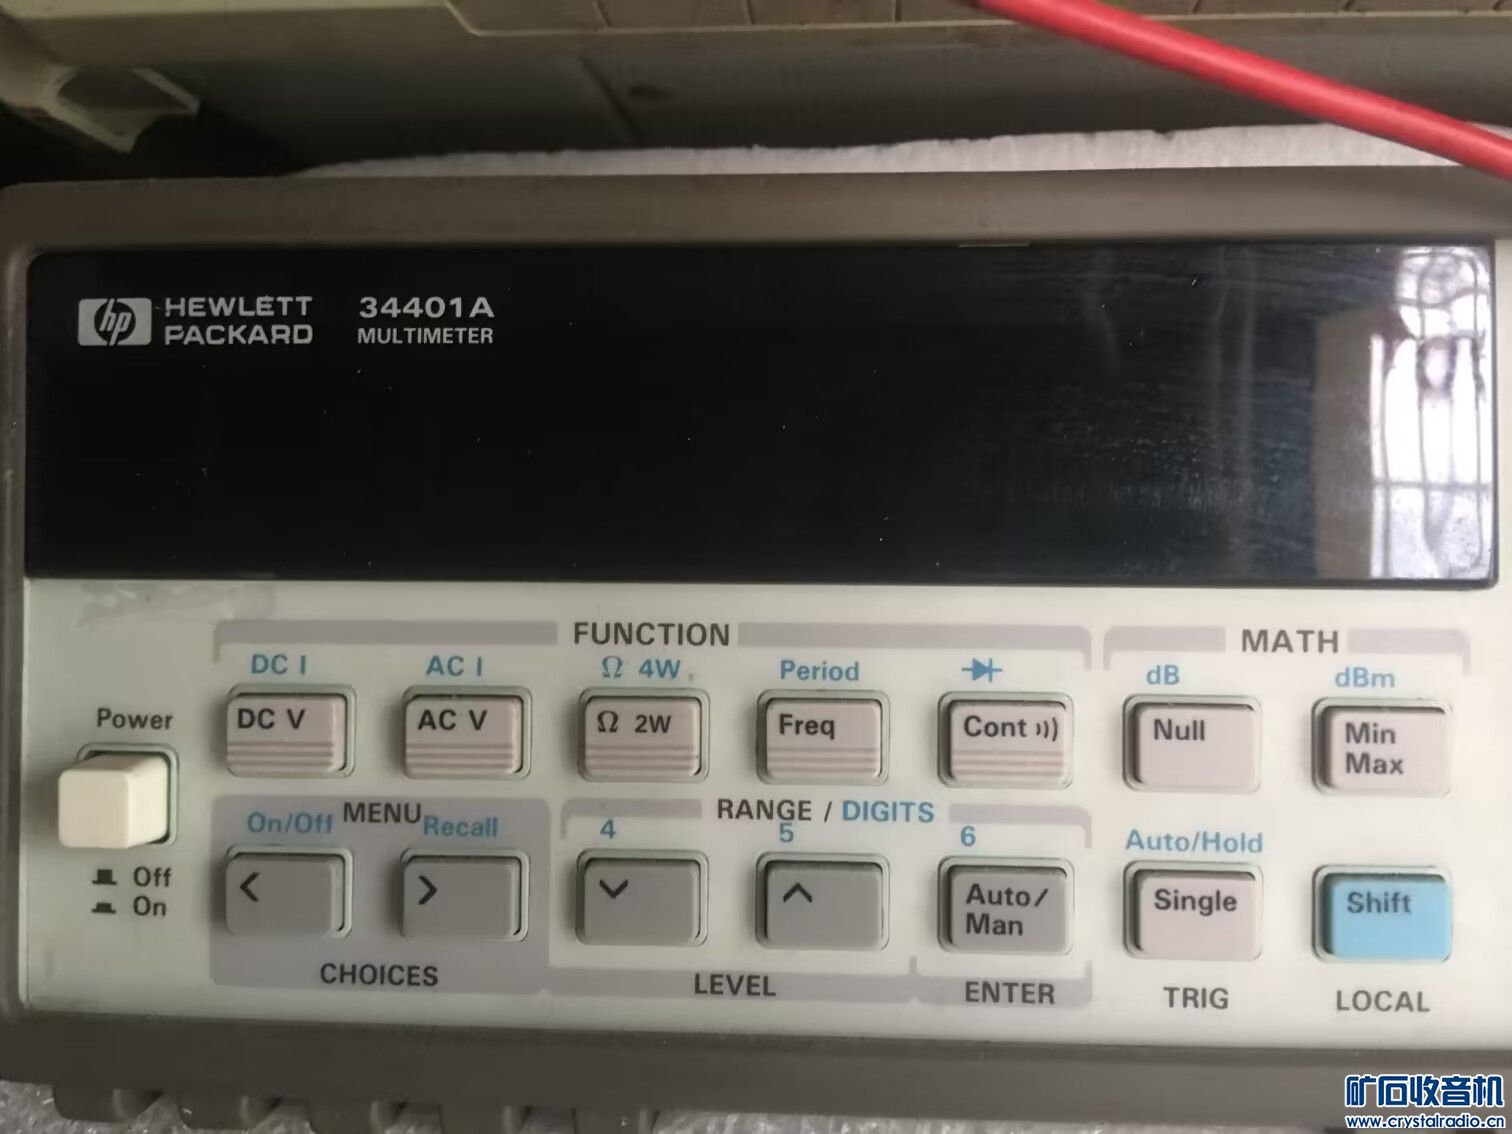 hp HEWLETT PACKARD
34401A
MULTIMETER
FUNCTION
MATH
DC I
AC I
Ω 4W
Period
dB
dBm
Power
DC V
AC V
Ω 2W
Freq
Cont
Null
Min
Max
MENU
RANGE / DIGITS
On/Off
Recall
4
5
6
Auto/Hold
Off
On
<
>
Auto/
Man
Single
Shift
CHOICES
LEVEL
ENTER
TRIG
LOCAL
矿石收音机
www.crystalradio.cn